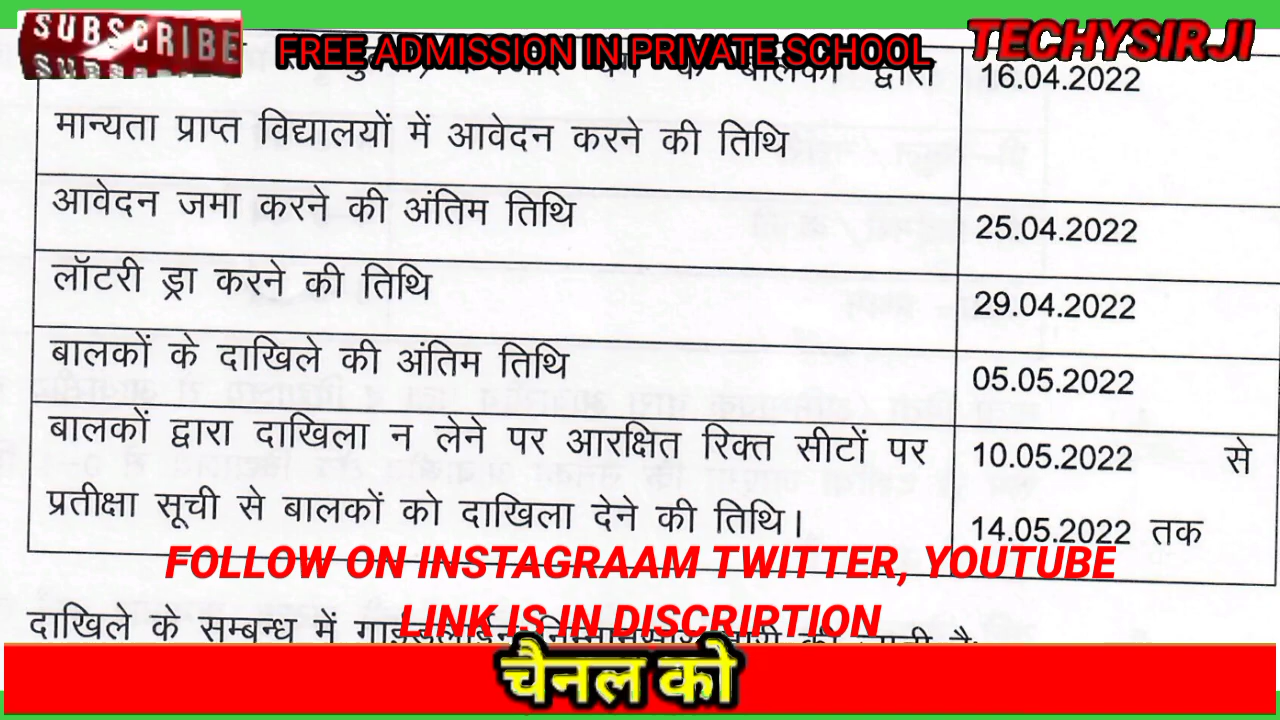 SUBSCRIBE
FREE ADMISSION IN PRIVATE SCHOOL
TECHYSIRJI
के बालकों द्वारा
16.04.2022
मान्यता प्राप्त विद्यालयों में आवेदन करने की तिथि
आवेदन जमा करने की अंतिम तिथि
25.04.2022
लॉटरी ड्रा करने की तिथि
29.04.2022
बालकों के दाखिले की अंतिम तिथि
05.05.2022
बालकों द्वारा दाखिला न लेने पर आरक्षित रिक्त सीटों पर
10.05.2022 से
प्रतीक्षा सूची से बालकों को दाखिला देने की तिथि।
14.05.2022 तक
FOLLOW ON INSTAGRAAM TWITTER, YOUTUBE
LINK IS IN DISCRIPTION
दाखिले के सम्बन्ध में
चैनल को